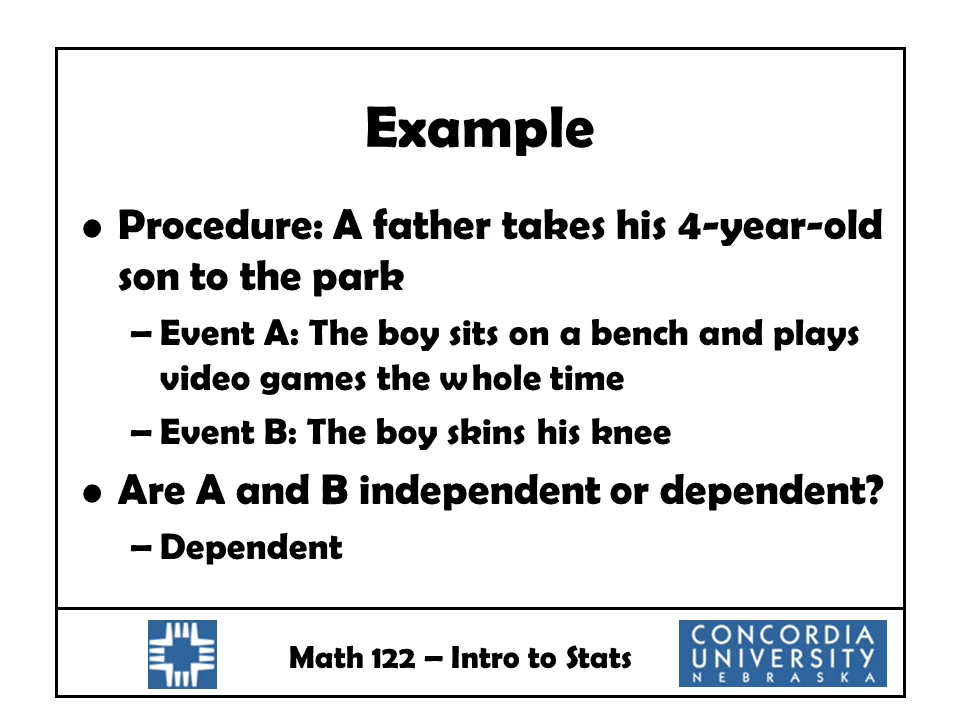 Example
• Procedure: A father takes his 4-year-old
son to the park
– Event A: The boy sits on a bench and plays
video games the whole time
– Event B: The boy skins his knee
• Are A and B independent or dependent?
– Dependent
Math 122 – Intro to Stats
CONCORDIA
UNIVERSITY
NEBRASKA